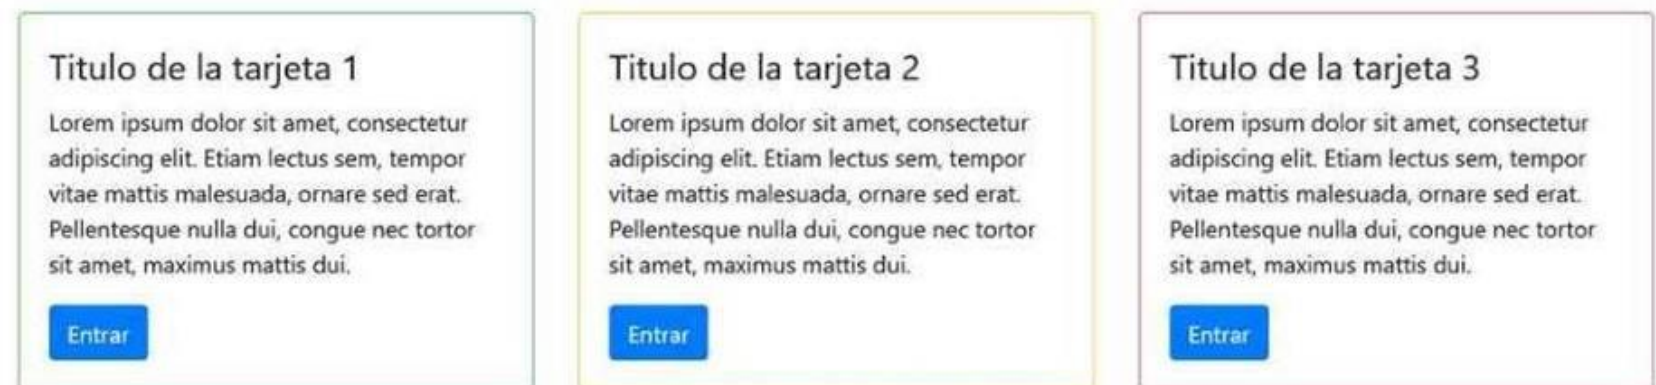 Titulo de la tarjeta 1
Lorem ipsum dolor sit amet, consectetur
adipiscing elit. Etiam lectus sem, tempor
vitae mattis malesuada, ornare sed erat.
Pellentesque nulla dui, congue nec tortor
sit amet, maximus mattis dui.
Entrar
Titulo de la tarjeta 2
Lorem ipsum dolor sit amet, consectetur
adipiscing elit. Etiam lectus sem, tempor
vitae mattis malesuada, ornare sed erat.
Pellentesque nulla dui, congue nec tortor
sit amet, maximus mattis dui.
Entrar
Titulo de la tarjeta 3
Lorem ipsum dolor sit amet, consectetur
adipiscing elit. Etiam lectus sem, tempor
vitae mattis malesuada, ornare sed erat.
Pellentesque nulla dui, congue nec tortor
sit amet, maximus mattis dui.
Entrar